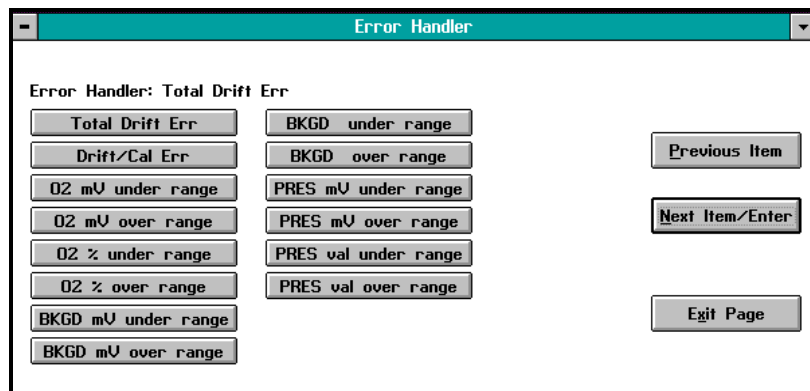 Error Handler
Error Handler: Total Drift Err
Total Drift Err
Drift/Cal Err
O2 mV under range
O2 mV over range
O2 % under range
O2 % over range
BKGD mV under range
BKGD mV over range
BKGD under range
BKGD over range
PRES mV under range
PRES mV over range
PRES val under range
PRES val over range
Previous Item
Next Item/Enter
Exit Page